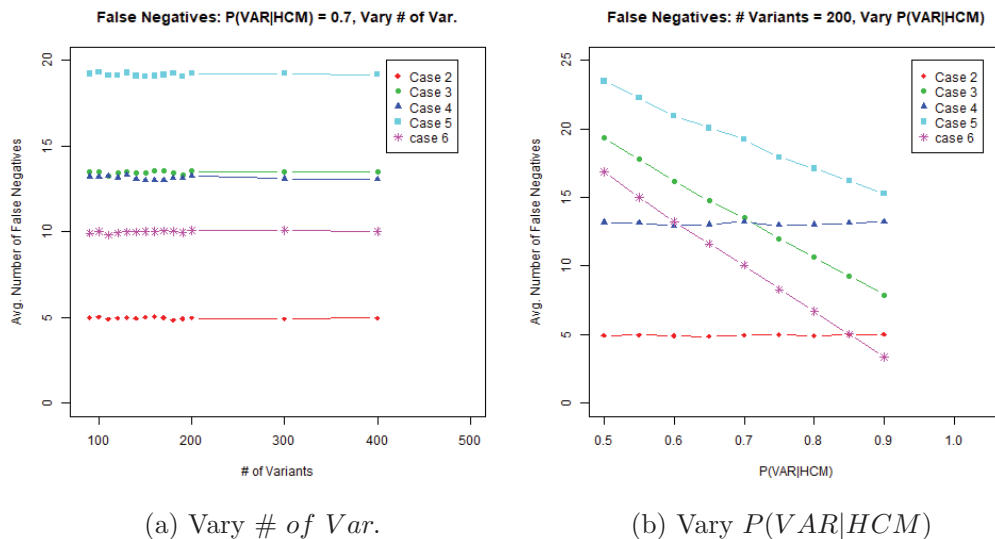 False Negatives: P(VAR|HCM) = 0.7, Vary # of Var.
Avg. Number of False Negatives
20
15
10
5
0
Case 2
Case 3
Case 4
Case 5
case 6
100 200 300 400 500
# of Variants
(a) Vary # of Var.
False Negatives: # Variants = 200, Vary P(VAR|HCM)
Avg. Number of False Negatives
25
20
15
10
5
0
Case 2
Case 3
Case 4
Case 5
case 6
0.5 0.6 0.7 0.8 0.9 1.0
P(VAR|HCM)
(b) Vary P(VAR|HCM)